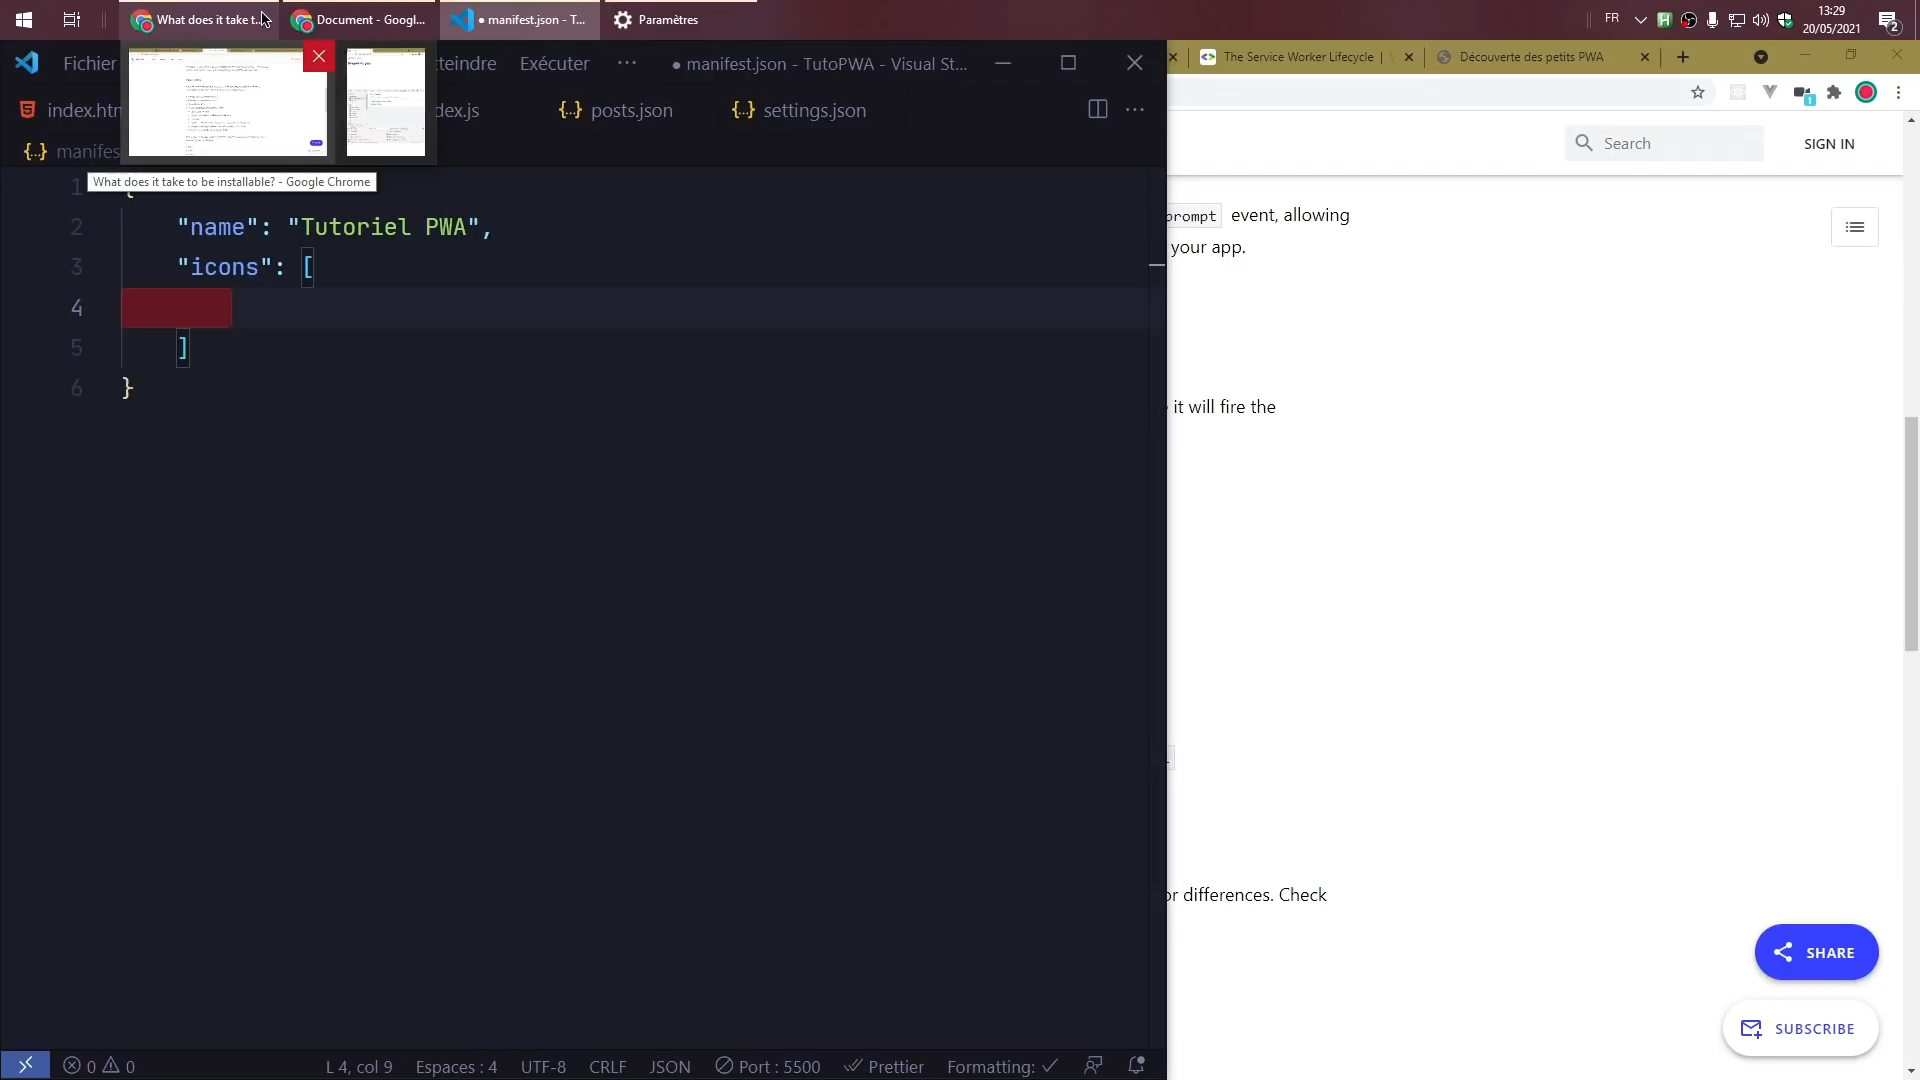 What does it take t...
Document - Googl...
● manifest.json - T...
Paramètres
FR
13:29
20/05/2021
2
Fichier
tteindre
Exécuter
···
● manifest.json - TutoPWA - Visual St...
The Service Worker Lifecycle |
Découverte des petits PWA
1
index.htm
dex.js
{..} posts.json
{..} settings.json
···
Search
SIGN IN
{..} manifes
What does it take to be installable? - Google Chrome
1 {
2 "name": "Tutoriel PWA",
3 "icons": [
4
5 ]
6 }
prompt event, allowing
your app.
it will fire the
or differences. Check
SHARE
SUBSCRIBE
0 0
L 4, col 9
Espaces : 4
UTF-8
CRLF
JSON
Port : 5500
Prettier
Formatting: ✓